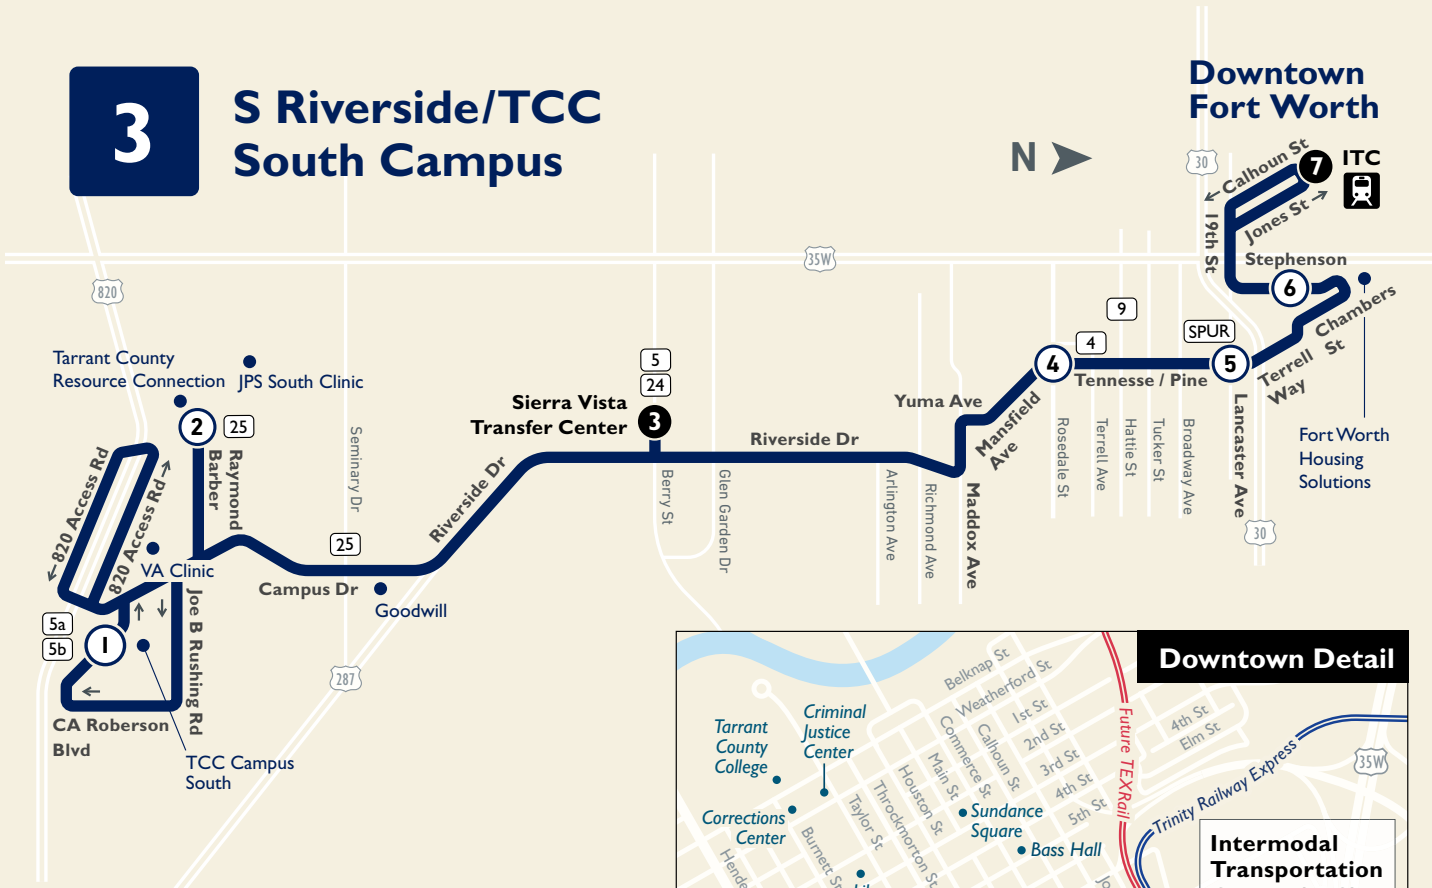 3
S Riverside/TCC
South Campus
Downtown
Fort Worth
N
30
Calhoun St
7
ITC
Jones St
19th St
35W
Stephenson
6
820
9
Chambers
St
SPUR
4
Tarrant County
Resource Connection
JPS South Clinic
5
24
4
5
Terrell
Way
Tennesse / Pine
Sierra Vista
Transfer Center
3
Yuma Ave
Mansfield
Ave
2
25
Riverside Dr
Fort Worth
Housing
Solutions
820 Access Rd
820 Access Rd
Raymond
Barber
Seminary Dr
Riverside Dr
Berry St
Glen Garden Dr
Arlington Ave
Richmond Ave
Maddox Ave
Rosedale St
Terrell Ave
Hattie St
Tucker St
Broadway Ave
Lancaster Ave
30
25
VA Clinic
Campus Dr
Goodwill
5a
5b
1
Joe B Rushing Rd
287
CA Roberson
Blvd
TCC Campus
South
Downtown Detail
Belknap St
Weatherford St
1st St
2nd St
3rd St
4th St
5th St
4th St
Elm St
Criminal
Justice
Center
Tarrant
County
College
Commerce St
Calhoun St
Main St
Houston St
Throckmorton St
Taylor St
Burnett St
Future TEXRail
Trinity Railway Express
35W
Corrections
Center
Sundance
Square
Bass Hall
Intermodal
Transportation